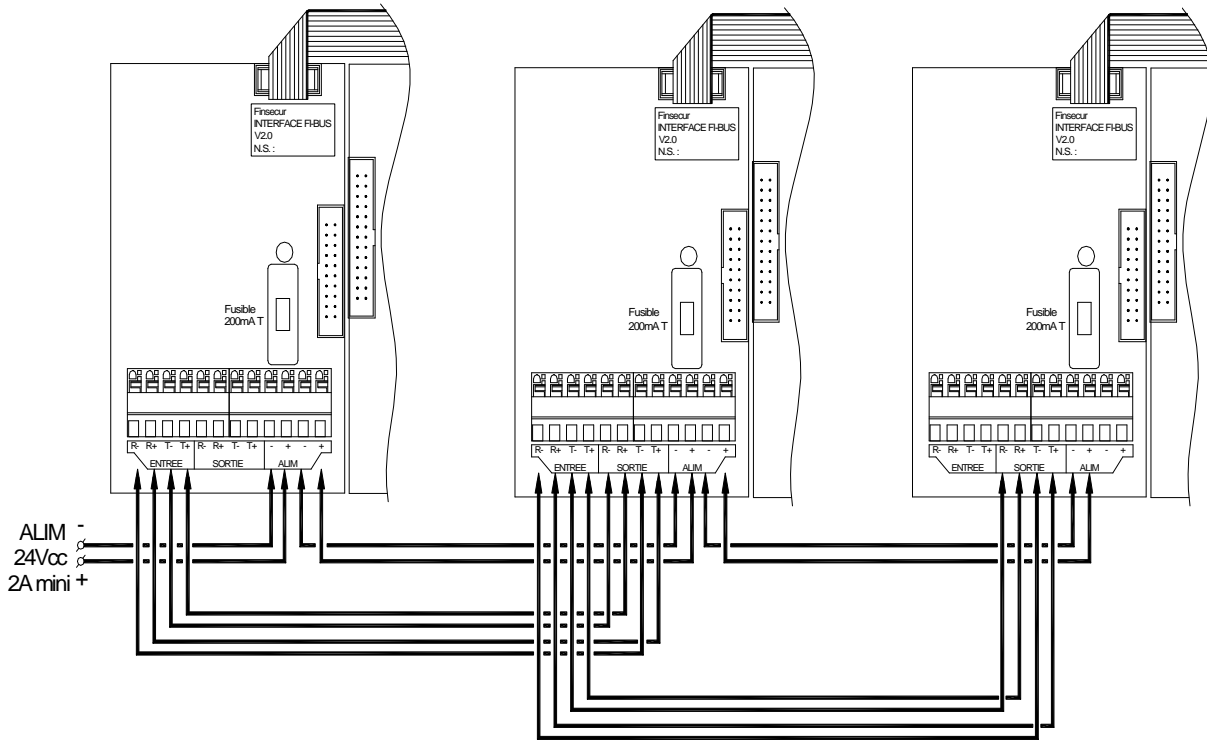 Finsecur
INTERFACE FI-BUS
V2.0
N.S. :
Fusible
200mA T
R- R+ T- T+ R- R+ T- T+ - + - +
ENTREE SORTIE ALIM
Finsecur
INTERFACE FI-BUS
V2.0
N.S. :
Fusible
200mA T
R- R+ T- T+ R- R+ T- T+ - + - +
ENTREE SORTIE ALIM
Finsecur
INTERFACE FI-BUS
V2.0
N.S. :
Fusible
200mA T
R- R+ T- T+ R- R+ T- T+ - + - +
ENTREE SORTIE ALIM
ALIM -
24Vcc
2A mini +